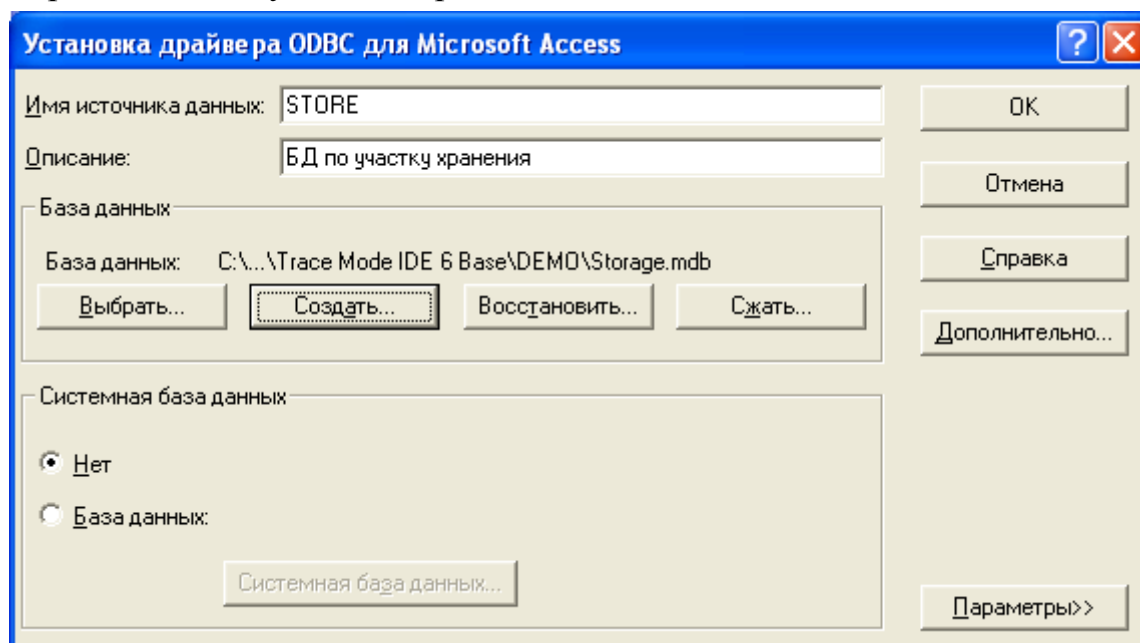 Установка драйвера ODBC для Microsoft Access
Имя источника данных: STORE
OK
Описание: БД по участку хранения
Отмена
База данных
База данных: C:\...\Trace Mode IDE 6 Base\DEMO\Storage.mdb
Справка
Выбрать... Создать... Восстановить... Сжать...
Дополнительно...
Системная база данных
Нет
База данных:
Системная база данных...
Параметры>>